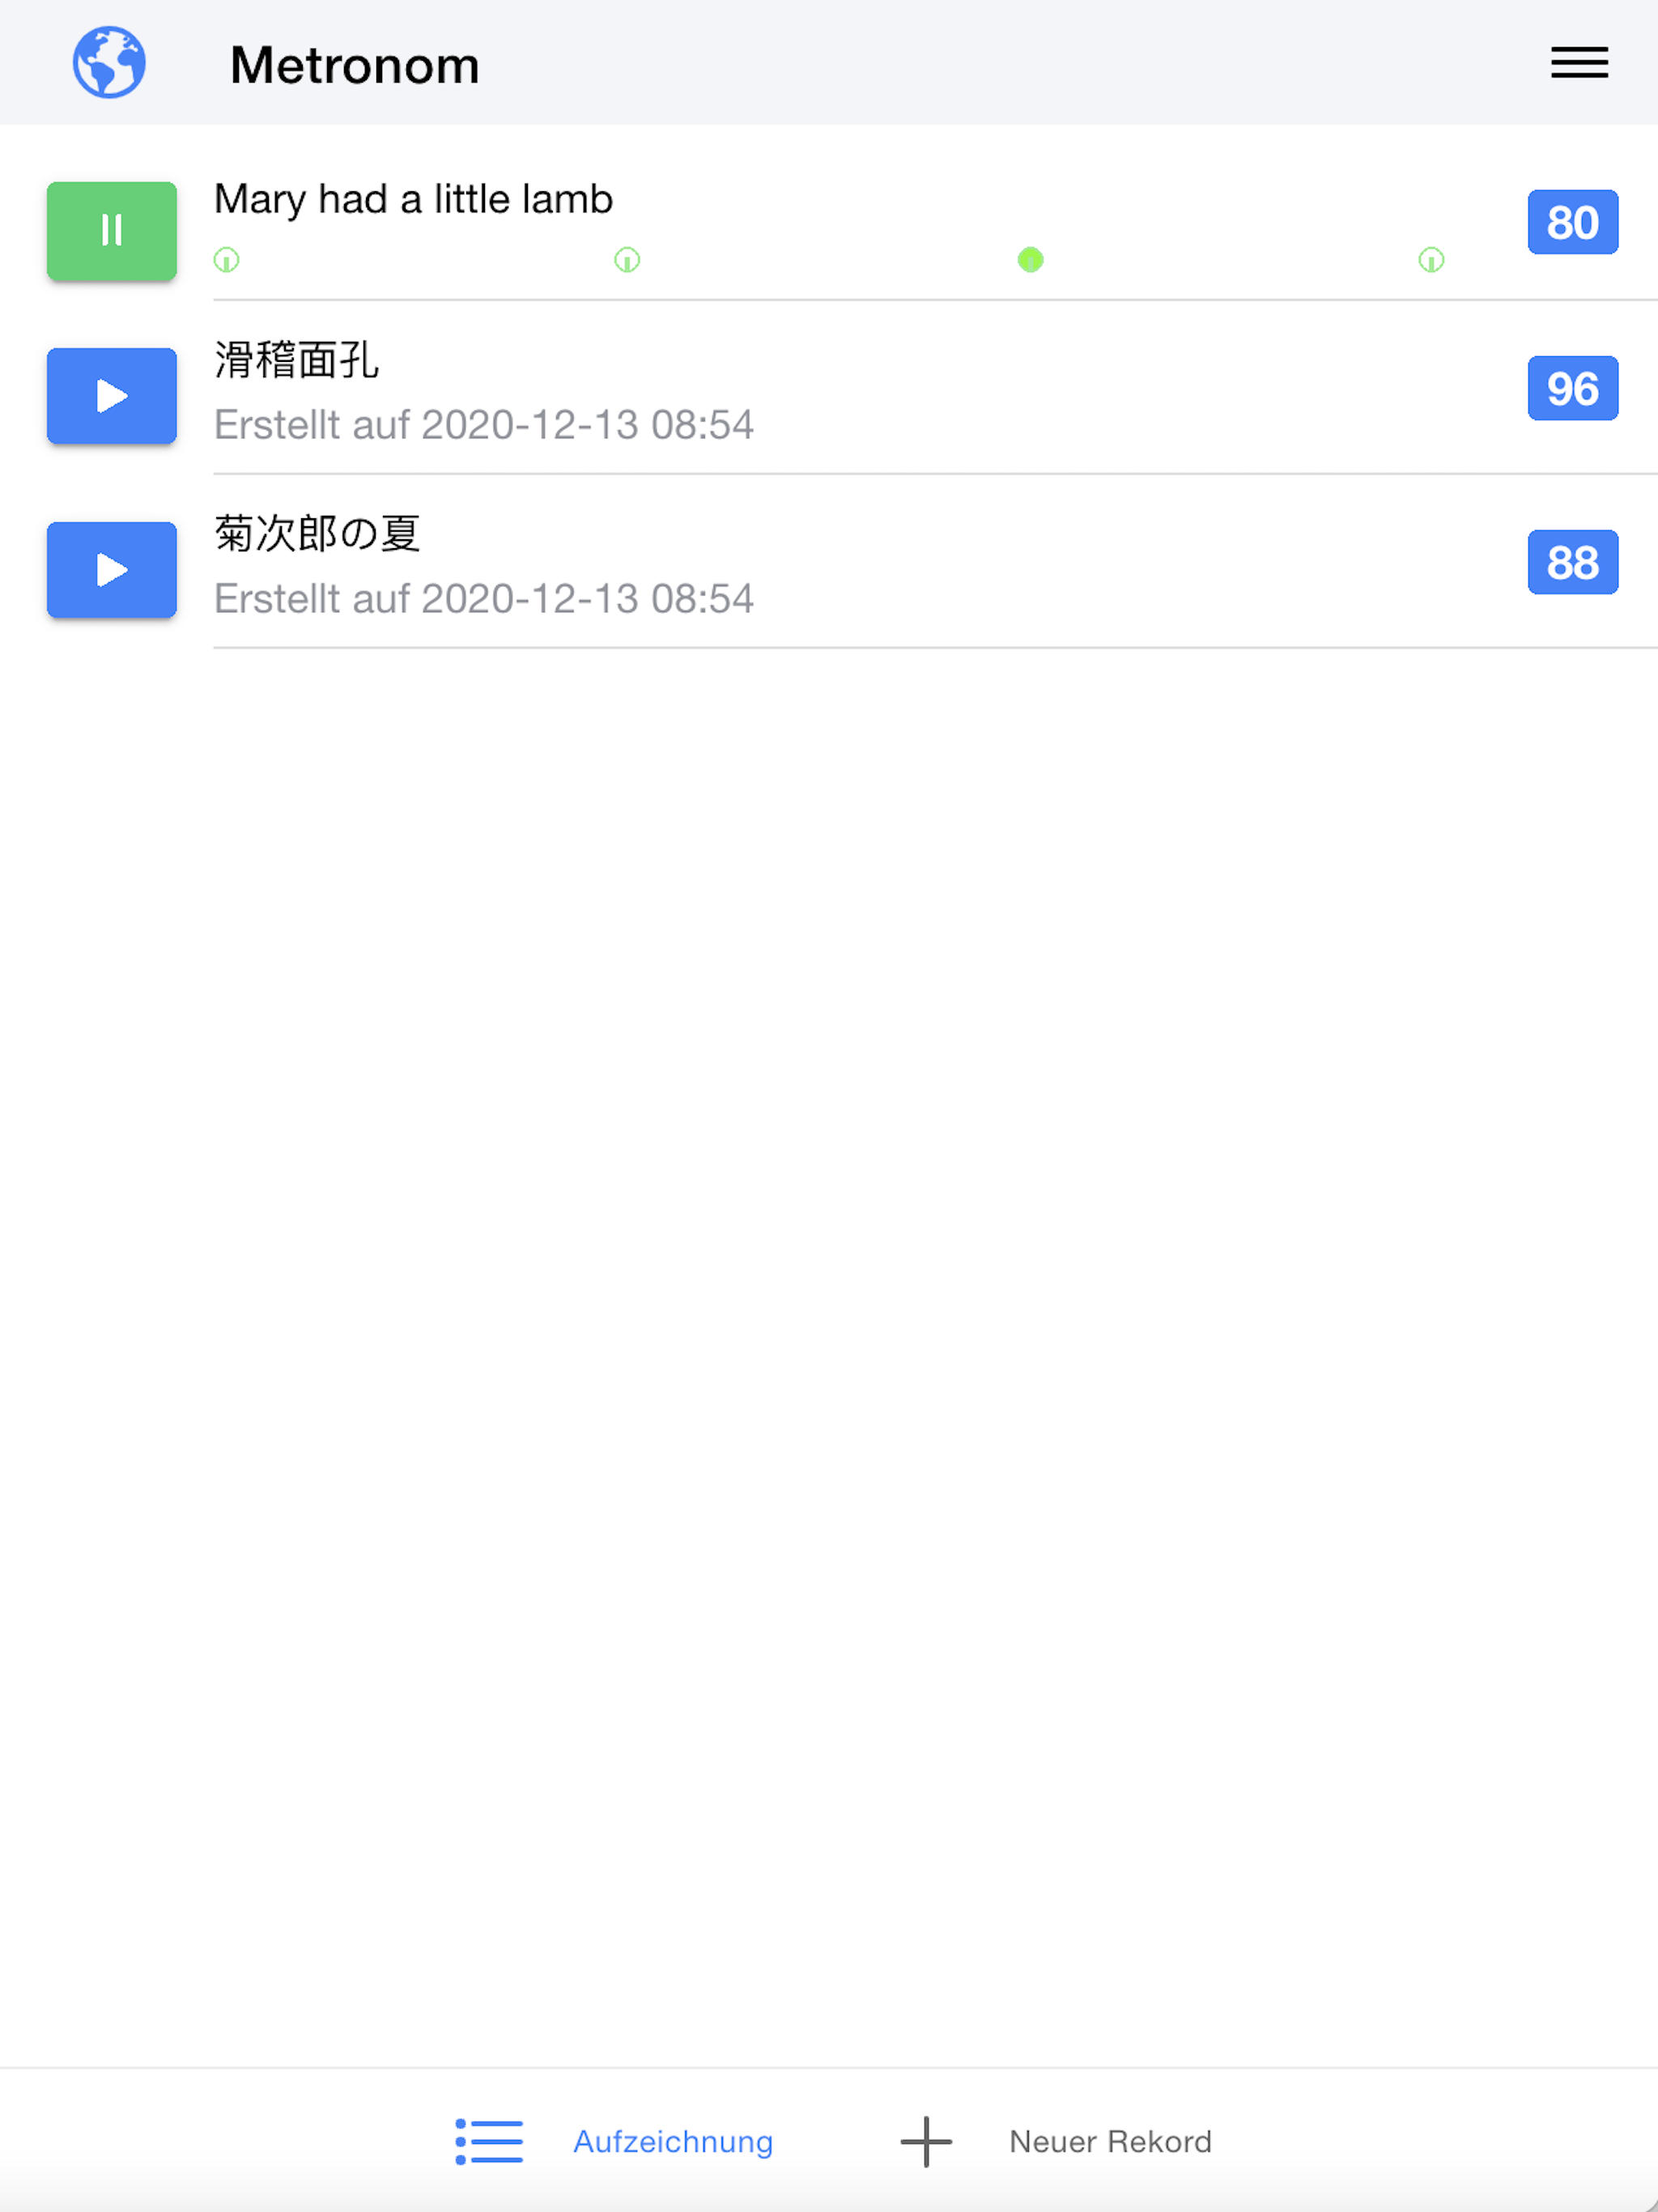 Metronom
Mary had a little lamb
80
滑稽面孔
Erstellt auf 2020-12-13 08:54
96
菊次郎の夏
Erstellt auf 2020-12-13 08:54
88
Aufzeichnung
Neuer Rekord